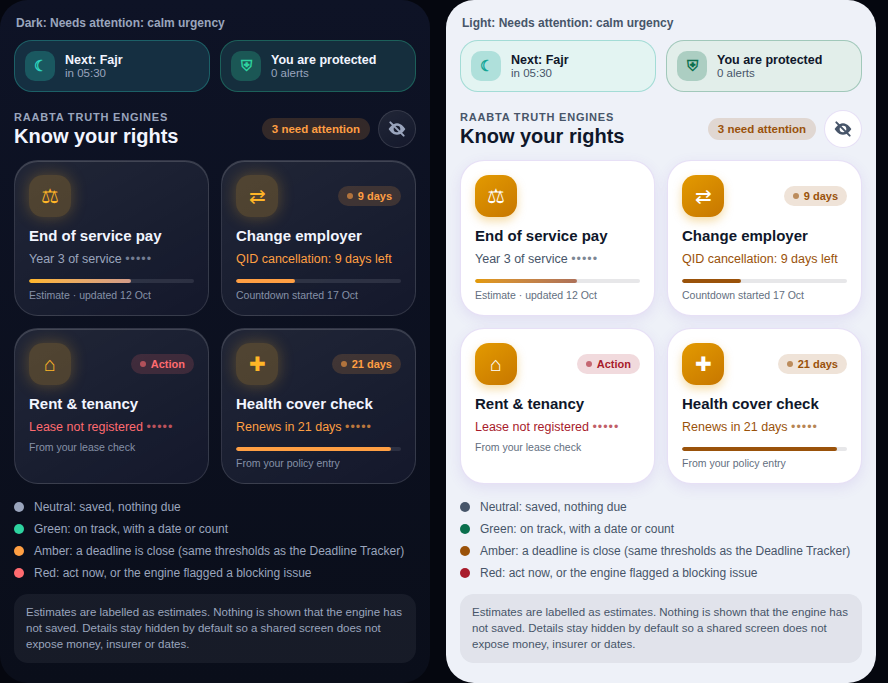 Dark: Needs attention: calm urgency
Next: Fajr
in 05:30
You are protected
0 alerts
RAABTA TRUTH ENGINES
Know your rights
3 need attention
End of service pay
Year 3 of service •••••
Estimate · updated 12 Oct
9 days
Change employer
QID cancellation: 9 days left
Countdown started 17 Oct
Action
Rent & tenancy
Lease not registered •••••
From your lease check
21 days
Health cover check
Renews in 21 days •••••
From your policy entry
Neutral: saved, nothing due
Green: on track, with a date or count
Amber: a deadline is close (same thresholds as the Deadline Tracker)
Red: act now, or the engine flagged a blocking issue
Estimates are labelled as estimates. Nothing is shown that the engine has
not saved. Details stay hidden by default so a shared screen does not
expose money, insurer or dates.
Light: Needs attention: calm urgency
Next: Fajr
in 05:30
You are protected
0 alerts
RAABTA TRUTH ENGINES
Know your rights
3 need attention
End of service pay
Year 3 of service •••••
Estimate · updated 12 Oct
9 days
Change employer
QID cancellation: 9 days left
Countdown started 17 Oct
Action
Rent & tenancy
Lease not registered •••••
From your lease check
21 days
Health cover check
Renews in 21 days •••••
From your policy entry
Neutral: saved, nothing due
Green: on track, with a date or count
Amber: a deadline is close (same thresholds as the Deadline Tracker)
Red: act now, or the engine flagged a blocking issue
Estimates are labelled as estimates. Nothing is shown that the engine has
not saved. Details stay hidden by default so a shared screen does not
expose money, insurer or dates.